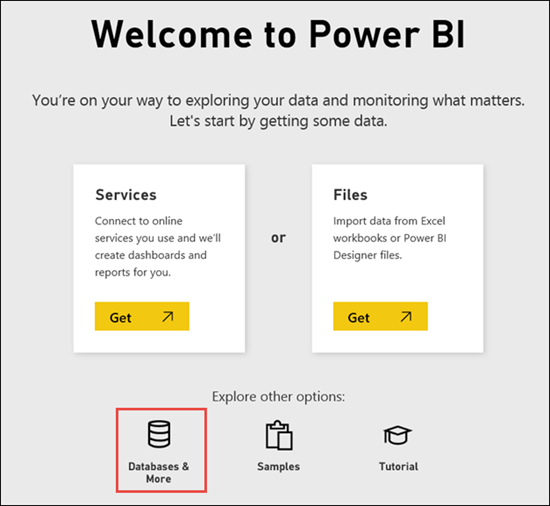 Welcome to Power BI
You’re on your way to exploring your data and monitoring what matters.
Let's start by getting some data.
Services
Connect to online
services you use and we’ll
create dashboards and
reports for you.
Get
or
Files
Import data from Excel
workbooks or Power BI
Designer files.
Get
Explore other options:
Databases &
More
Samples
Tutorial